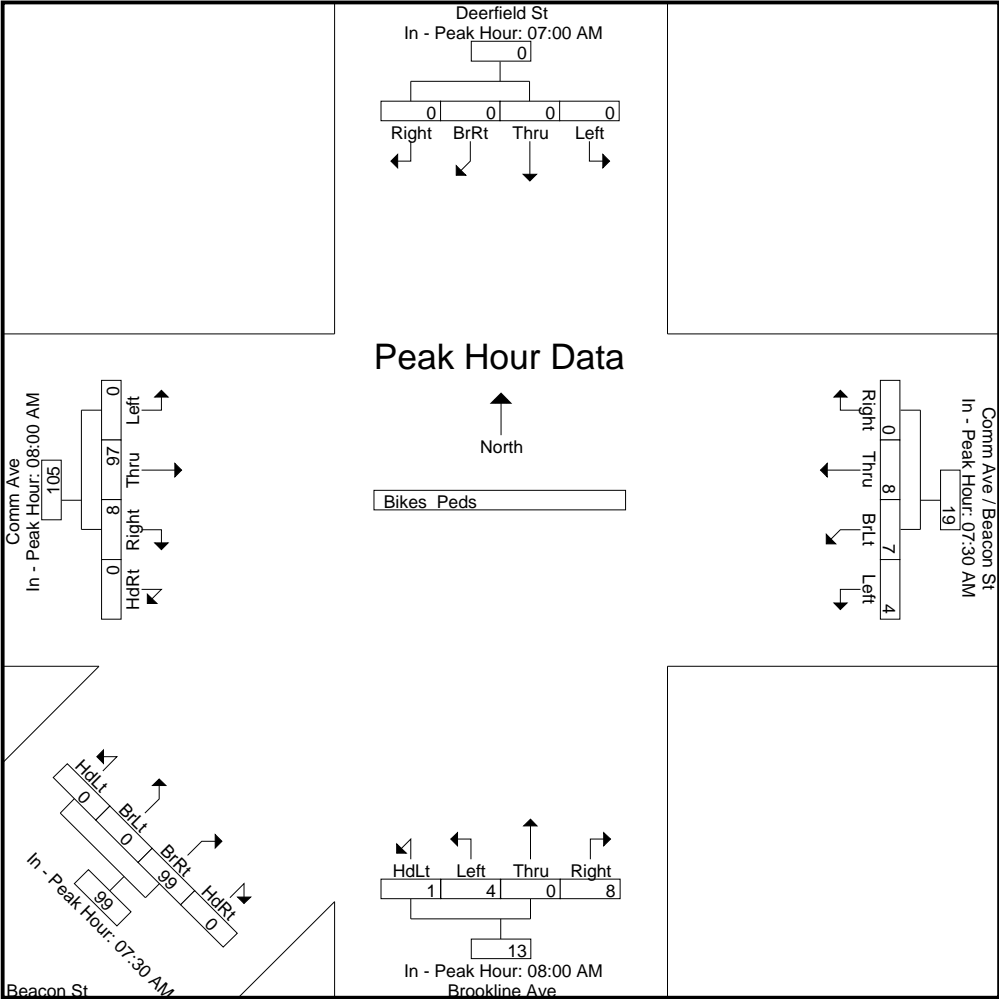 Deerfield St
In - Peak Hour: 07:00 AM
0
0 0 0 0
Right BrRt Thru Left
Peak Hour Data
North
Bikes Peds
Comm Ave
In - Peak Hour: 08:00 AM
105
0 97 8 0
Left Thru Right HdRt
Comm Ave / Beacon St
In - Peak Hour: 07:30 AM
19
0 8 7 4
Right Thru BrLt Left
HdLt BrLt BrRt HdRt
0 0 99 0
99
In - Peak Hour: 07:30 AM
Beacon St
HdLt Left Thru Right
1 4 0 8
13
In - Peak Hour: 08:00 AM
Brookline Ave